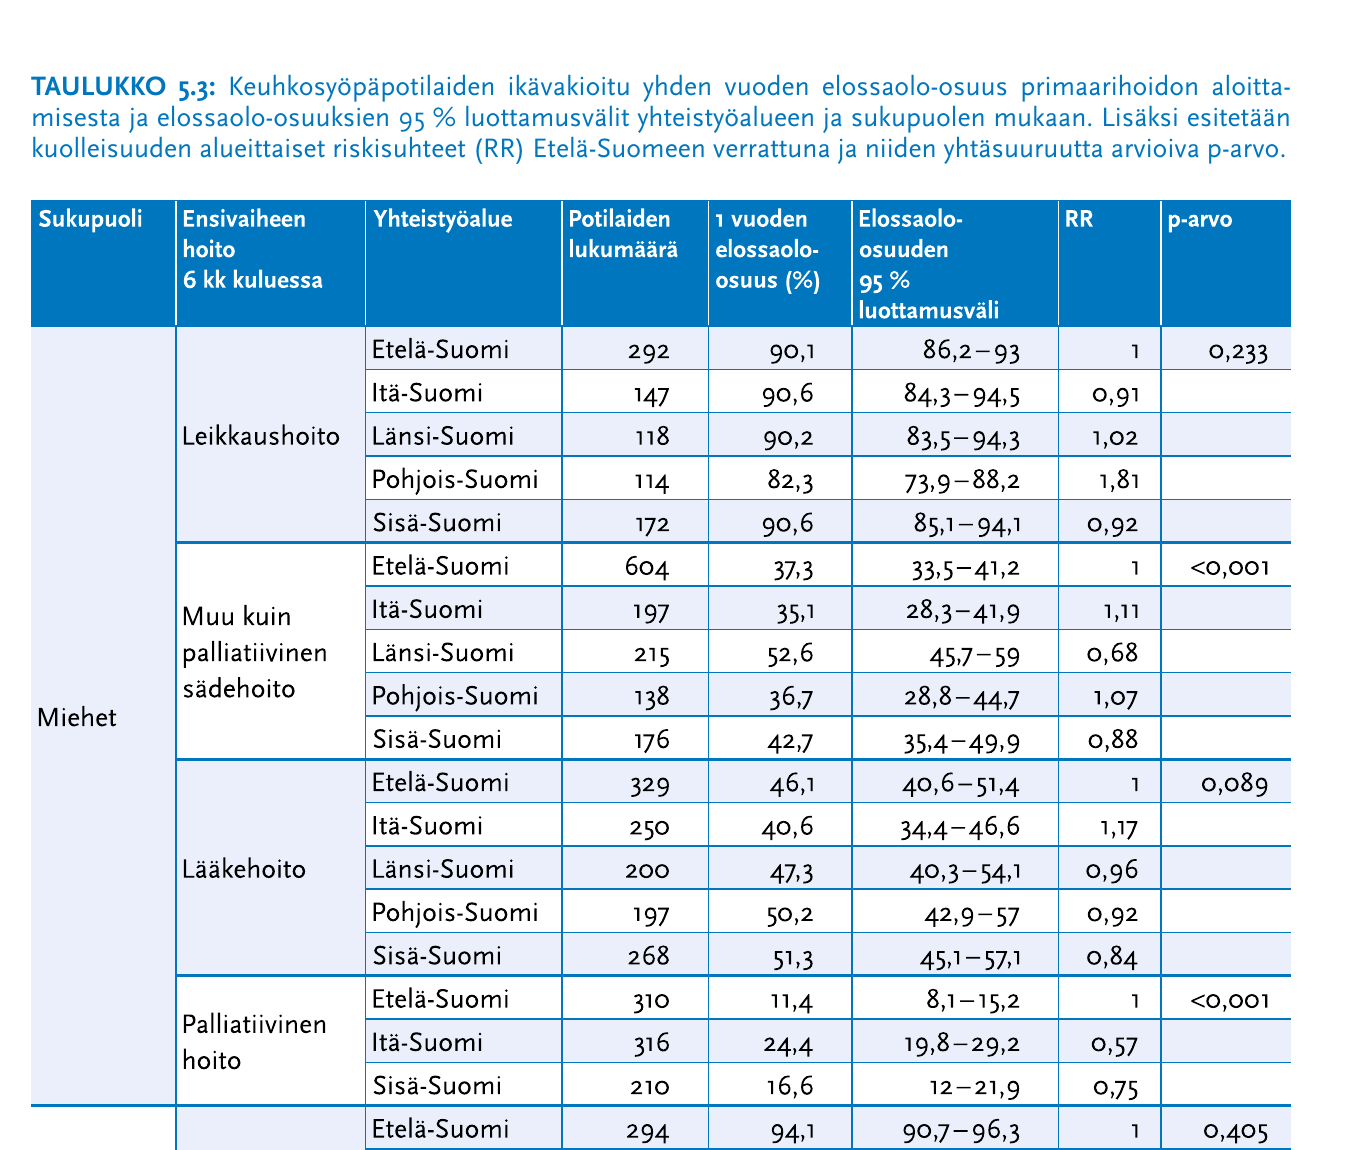 TAULUKKO 5.3: Keuhkosyöpäpotilaiden ikävakioitu yhden vuoden elossaolo-osuus primaarihoidon aloitta-
misesta ja elossaolo-osuuksien 95 % luottamusvälit yhteistyöalueen ja sukupuolen mukaan. Lisäksi esitetään
kuolleisuuden alueittaiset riskisuhteet (RR) Etelä-Suomeen verrattuna ja niiden yhtäsuuruutta arvioiva p-arvo.
Sukupuoli Ensivaiheen hoito 6 kk kuluessa Yhteistyöalue Potilaiden lukumäärä 1 vuoden elossaolo-osuus (%) Elossaolo-osuuden 95 % luottamusväli RR p-arvo
Miehet
Leikkaushoito
Etelä-Suomi 292 90,1 86,2–93 1 0,233
Itä-Suomi 147 90,6 84,3–94,5 0,91
Länsi-Suomi 118 90,2 83,5–94,3 1,02
Pohjois-Suomi 114 82,3 73,9–88,2 1,81
Sisä-Suomi 172 90,6 85,1–94,1 0,92
Muu kuin
palliatiivinen
sädehoito
Etelä-Suomi 604 37,3 33,5–41,2 1 <0,001
Itä-Suomi 197 35,1 28,3–41,9 1,11
Länsi-Suomi 215 52,6 45,7–59 0,68
Pohjois-Suomi 138 36,7 28,8–44,7 1,07
Sisä-Suomi 176 42,7 35,4–49,9 0,88
Lääkehoito
Etelä-Suomi 329 46,1 40,6–51,4 1 0,089
Itä-Suomi 250 40,6 34,4–46,6 1,17
Länsi-Suomi 200 47,3 40,3–54,1 0,96
Pohjois-Suomi 197 50,2 42,9–57 0,92
Sisä-Suomi 268 51,3 45,1–57,1 0,84
Palliatiivinen
hoito
Etelä-Suomi 310 11,4 8,1–15,2 1 <0,001
Itä-Suomi 316 24,4 19,8–29,2 0,57
Sisä-Suomi 210 16,6 12–21,9 0,75
Etelä-Suomi 294 94,1 90,7–96,3 1 0,405